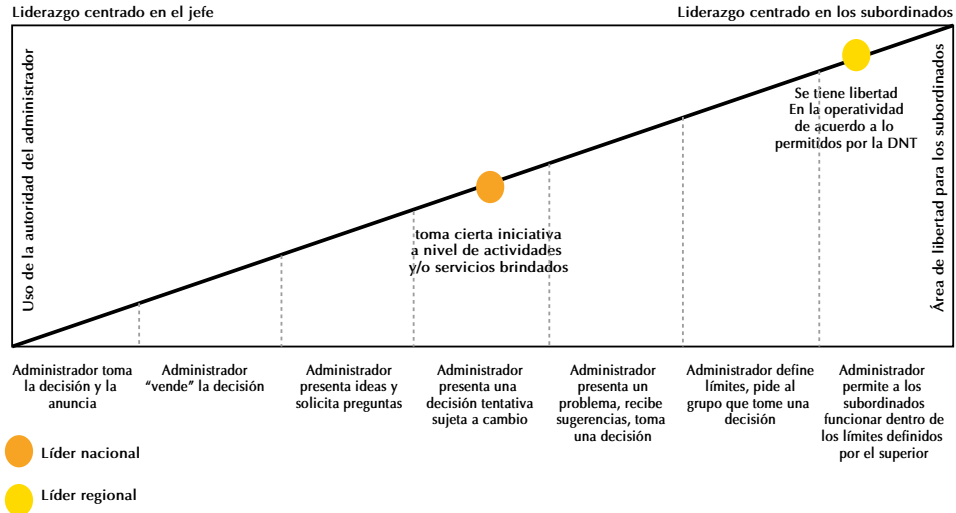 Liderazgo centrado en el jefe
Liderazgo centrado en los subordinados
Uso de la autoridad del administrador
Área de libertad para los subordinados
Se tiene libertad
En la operatividad
de acuerdo a lo
permitidos por la DNT
toma cierta iniciativa
a nivel de actividades
y/o servicios brindados
Administrador toma
la decisión y la
anuncia
Administrador
“vende” la decisión
Administrador
presenta ideas y
solicita preguntas
Administrador
presenta una
decisión tentativa
sujeta a cambio
Administrador
presenta un
problema, recibe
sugerencias, toma
una decisión
Administrador define
límites, pide al
grupo que tome una
decisión
Administrador
permite a los
subordinados
funcionar dentro de
los límites definidos
por el superior
Líder nacional
Líder regional